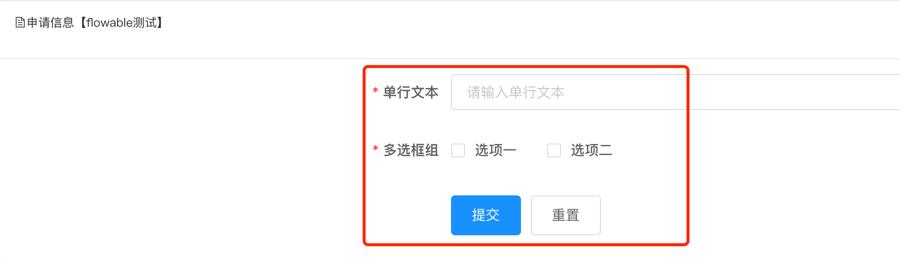 申请信息【flowable测试】
* 单行文本 请输入单行文本
* 多选框组 选项一 选项二
提交 重置